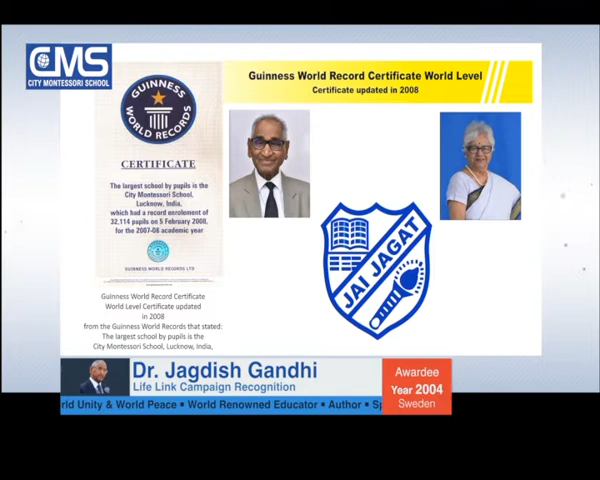 CMS
CITY MONTESSORI SCHOOL
GUINNESS
WORLD RECORDS
CERTIFICATE
The largest school by pupils is the
City Montessori School,
Lucknow, India,
which had a record enrolment of
32,114 pupils on 5 February 2008,
for the 2007-08 academic year
GUINNESS WORLD RECORDS LTD
Guinness World Record Certificate
World Level Certificate updated
in 2008
from the Guinness World Records that stated:
The largest school by pupils is the
City Montessori School, Lucknow, India,
Guinness World Record Certificate World Level
Certificate updated in 2008
JAI JAGAT
Dr. Jagdish Gandhi
Life Link Campaign Recognition
Awardee
Year 2004
Sweden
rld Unity & World Peace • World Renowned Educator • Author • Sp